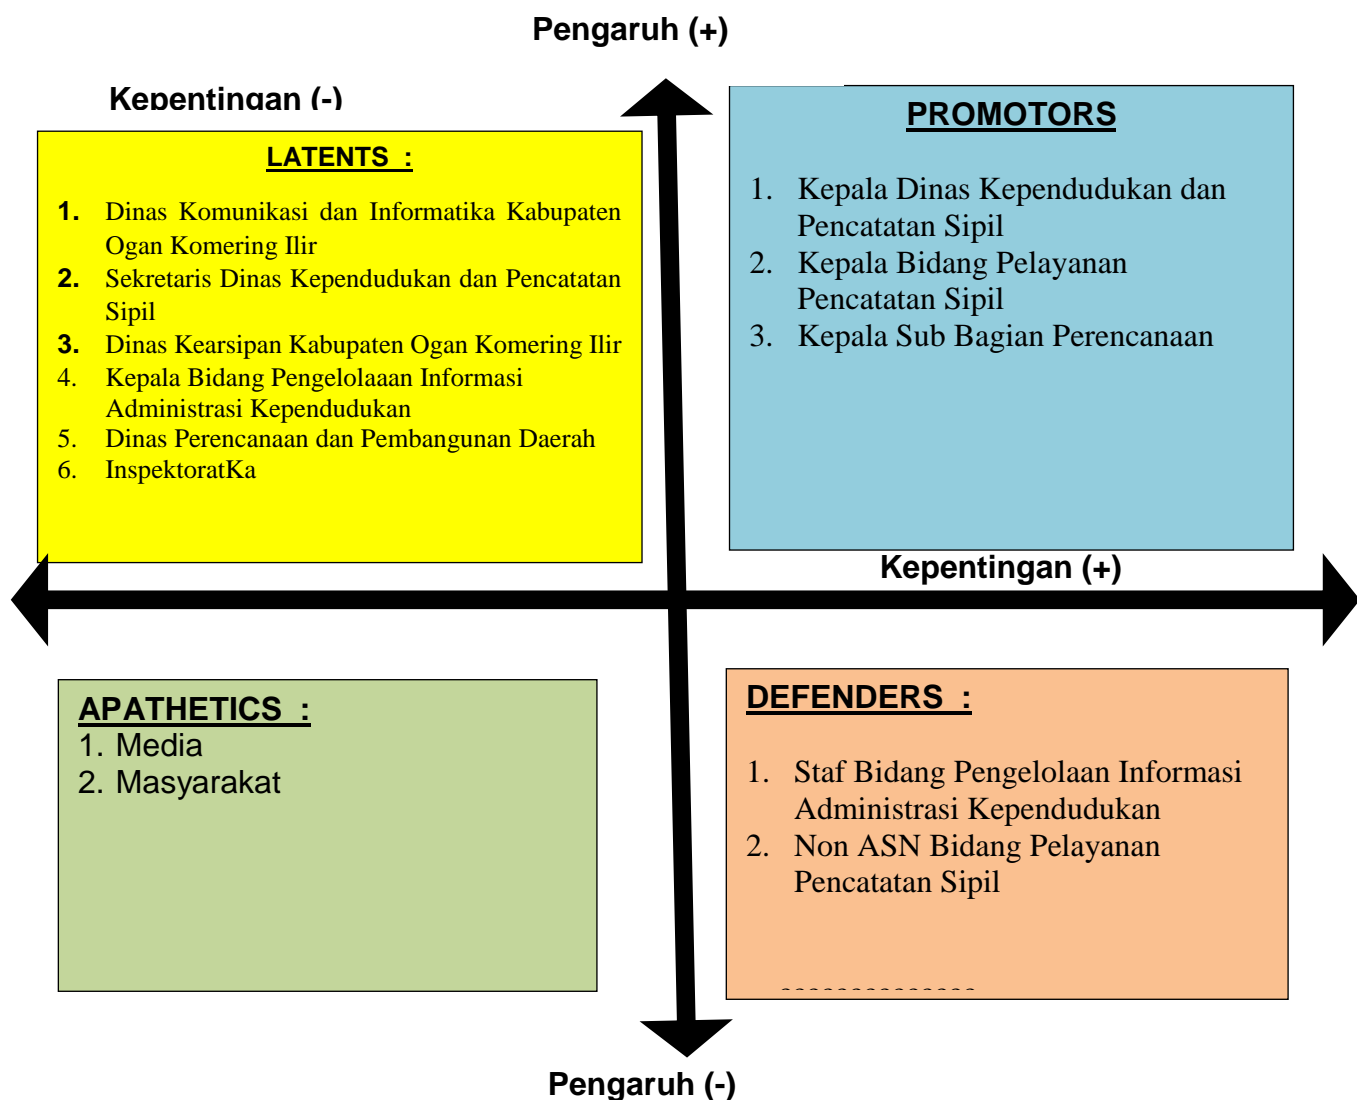 Pengaruh (+)
Kepentingan (-)
LATENTS :
1. Dinas Komunikasi dan Informatika Kabupaten
Ogan Komering Ilir
2. Sekretaris Dinas Kependudukan dan Pencatatan
Sipil
3. Dinas Kearsipan Kabupaten Ogan Komering Ilir
4. Kepala Bidang Pengelolaaan Informasi
Administrasi Kependudukan
5. Dinas Perencanaan dan Pembangunan Daerah
6. InspektoratKa
PROMOTORS
1. Kepala Dinas Kependudukan dan
Pencatatan Sipil
2. Kepala Bidang Pelayanan
Pencatatan Sipil
3. Kepala Sub Bagian Perencanaan
Kepentingan (+)
APATHETICS :
1. Media
2. Masyarakat
DEFENDERS :
1. Staf Bidang Pengelolaan Informasi
Administrasi Kependudukan
2. Non ASN Bidang Pelayanan
Pencatatan Sipil
Pengaruh (-)